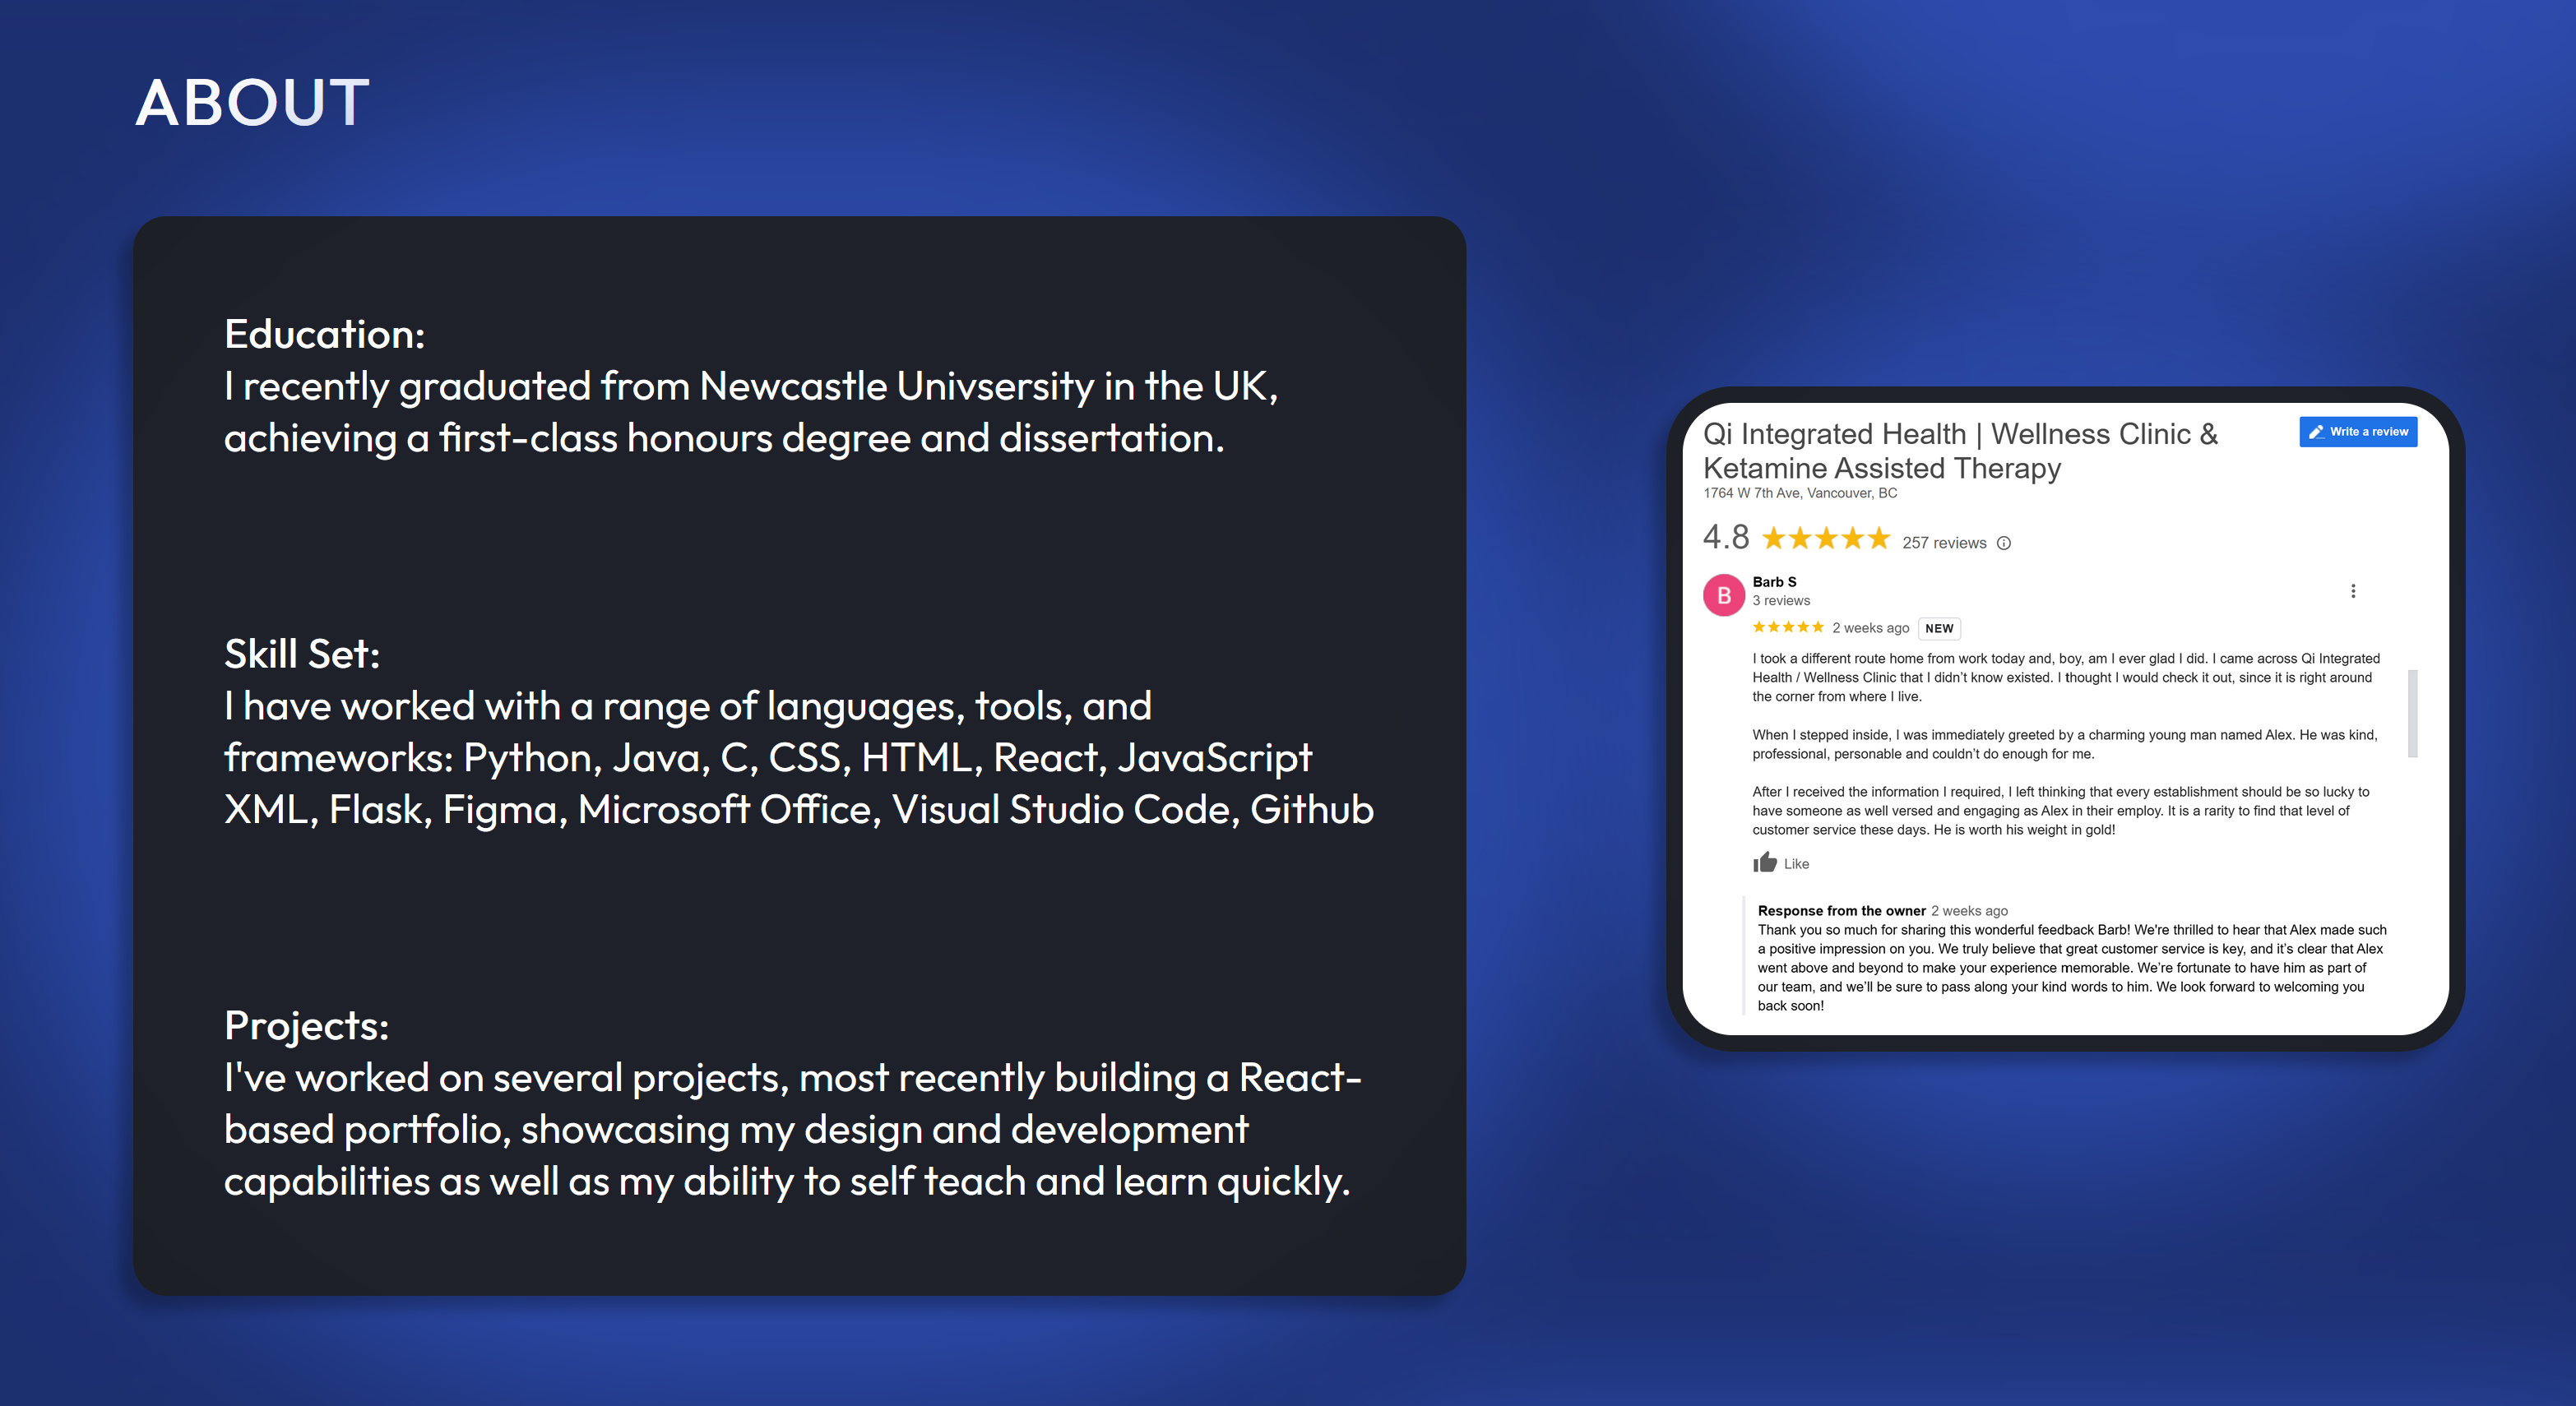 ABOUT
Education:
I recently graduated from Newcastle Univsersity in the UK,
achieving a first-class honours degree and dissertation.
Skill Set:
I have worked with a range of languages, tools, and
frameworks: Python, Java, C, CSS, HTML, React, JavaScript
XML, Flask, Figma, Microsoft Office, Visual Studio Code, Github
Projects:
I've worked on several projects, most recently building a React-
based portfolio, showcasing my design and development
capabilities as well as my ability to self teach and learn quickly.
Qi Integrated Health | Wellness Clinic &
Ketamine Assisted Therapy
Write a review
1764 W 7th Ave, Vancouver, BC
4.8 257 reviews
B
Barb S
3 reviews
2 weeks ago NEW
I took a different route home from work today and, boy, am I ever glad I did. I came across Qi Integrated
Health / Wellness Clinic that I didn't know existed. I thought I would check it out, since it is right around
the corner from where I live.
When I stepped inside, I was immediately greeted by a charming young man named Alex. He was kind,
professional, personable and couldn't do enough for me.
After I received the information I required, I left thinking that every establishment should be so lucky to
have someone as well versed and engaging as Alex in their employ. It is a rarity to find that level of
customer service these days. He is worth his weight in gold!
Like
Response from the owner 2 weeks ago
Thank you so much for sharing this wonderful feedback Barb! We're thrilled to hear that Alex made such
a positive impression on you. We truly believe that great customer service is key, and it's clear that Alex
went above and beyond to make your experience memorable. We're fortunate to have him as part of
our team, and we'll be sure to pass along your kind words to him. We look forward to welcoming you
back soon!